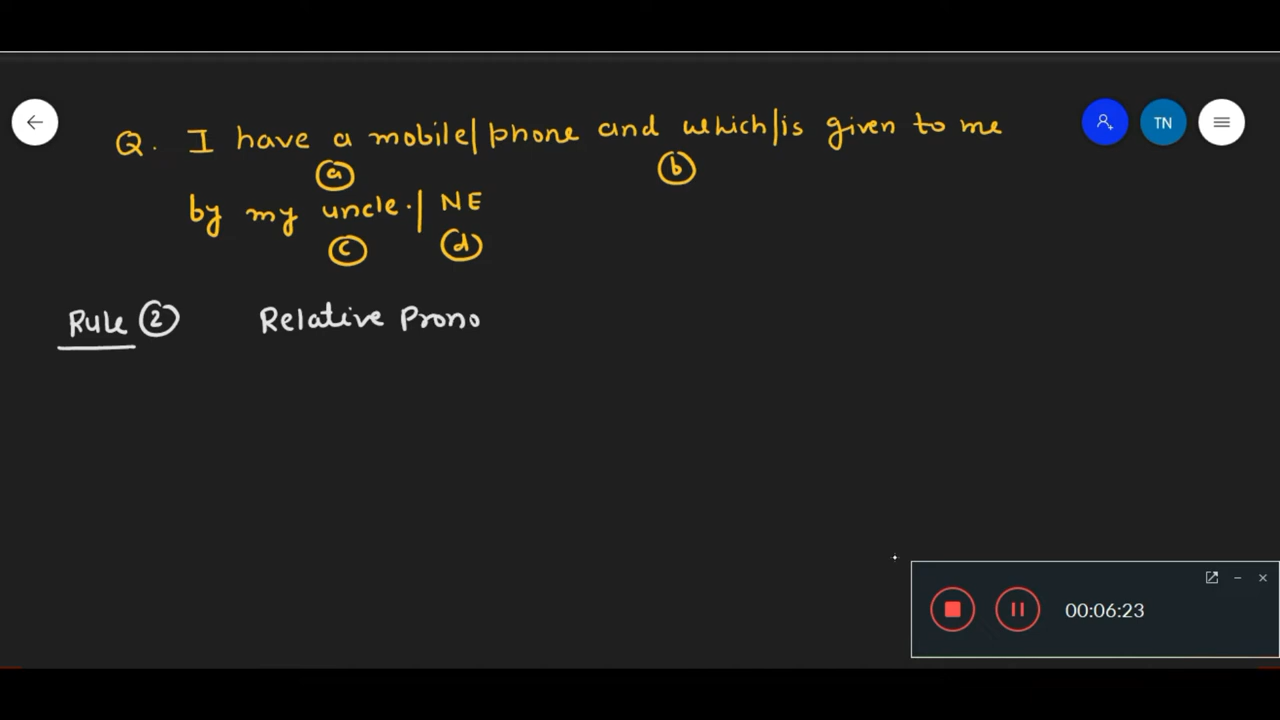 Q. I have a mobile/phone and which/is given to me
a b
by my uncle./NE
c d
Rule 2 Relative Prono
TN
00:06:23